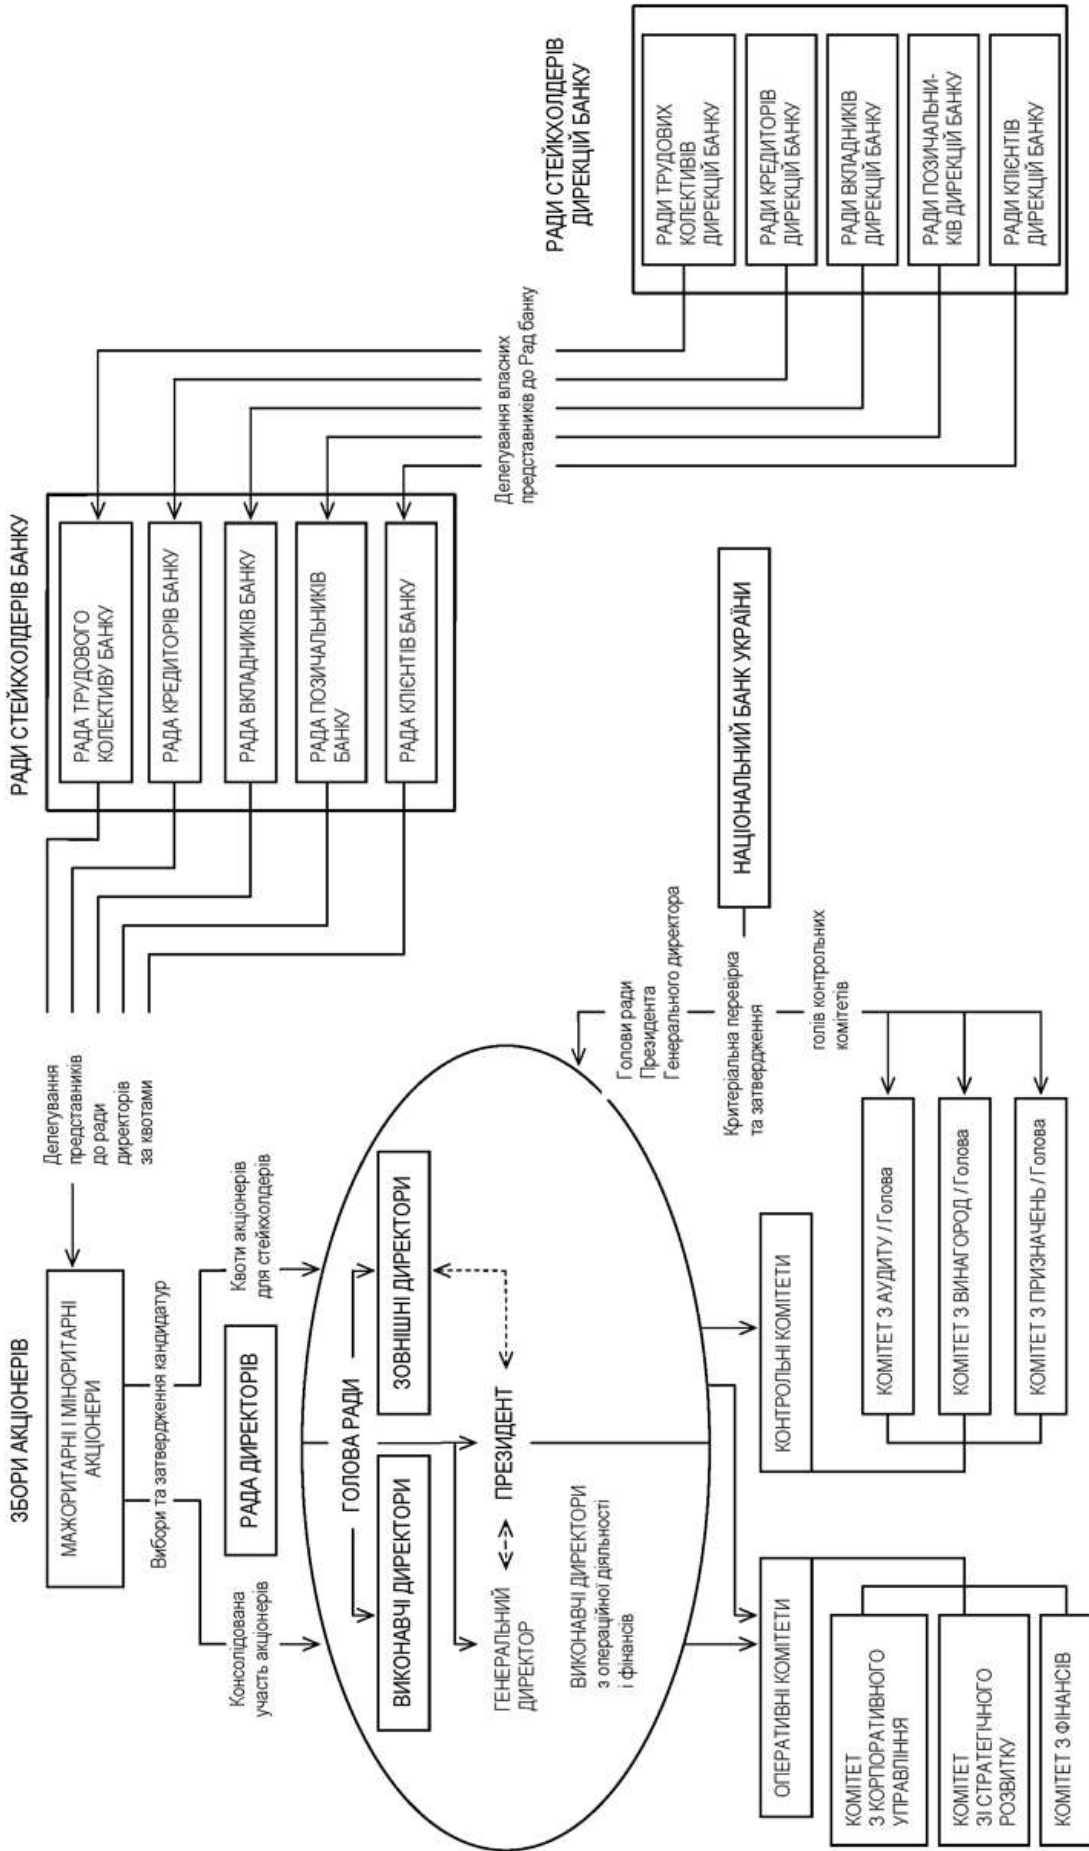 ЗБОРИ АКЦІОНЕРІВ
МАЖОРИТАРНІ І МІНОРИТАРНІ
АКЦІОНЕРИ
Вибори та затвердження кандидатур
Консолідована
участь акціонерів
РАДА ДИРЕКТОРІВ
Квоти акціонерів
для стейкхолдерів
Делегування
представників
до ради
директорів
за квотами
РАДИ СТЕЙКХОЛДЕРІВ БАНКУ
РАДА ТРУДОВОГО
КОЛЕКТИВУ БАНКУ
РАДА КРЕДИТОРІВ БАНКУ
РАДА ВКЛАДНИКІВ БАНКУ
РАДА ПОЗИЧАЛЬНИКІВ
БАНКУ
РАДА КЛІЄНТІВ БАНКУ
Делегування власних
представників до Рад банку
РАДИ СТЕЙКХОЛДЕРІВ
ДИРЕКЦІЙ БАНКУ
РАДИ ТРУДОВИХ
КОЛЕКТИВІВ
ДИРЕКЦІЙ БАНКУ
РАДИ КРЕДИТОРІВ
ДИРЕКЦІЙ БАНКУ
РАДИ ВКЛАДНИКІВ
ДИРЕКЦІЙ БАНКУ
РАДИ ПОЗИЧАЛЬНИ-
КІВ ДИРЕКЦІЙ БАНКУ
РАДИ КЛІЄНТІВ
ДИРЕКЦІЙ БАНКУ
ГОЛОВА РАДИ
ВИКОНАВЧІ ДИРЕКТОРИ
ЗОВНІШНІ ДИРЕКТОРИ
ГЕНЕРАЛЬНИЙ
ДИРЕКТОР
ПРЕЗИДЕНТ
ВИКОНАВЧІ ДИРЕКТОРИ
з операційної діяльності
і фінансів
Голови ради
Президента
Генерального директора
Критеріальна перевірка
та затвердження
НАЦІОНАЛЬНИЙ БАНК УКРАЇНИ
голів контрольних
комітетів
ОПЕРАТИВНІ КОМІТЕТИ
КОМІТЕТ
З КОРПОРАТИВНОГО
УПРАВЛІННЯ
КОМІТЕТ
ЗІ СТРАТЕГІЧНОГО
РОЗВИТКУ
КОМІТЕТ З ФІНАНСІВ
КОНТРОЛЬНІ КОМІТЕТИ
КОМІТЕТ З АУДИТУ / Голова
КОМІТЕТ З ВИНАГОРОД / Голова
КОМІТЕТ З ПРИЗНАЧЕНЬ / Голова